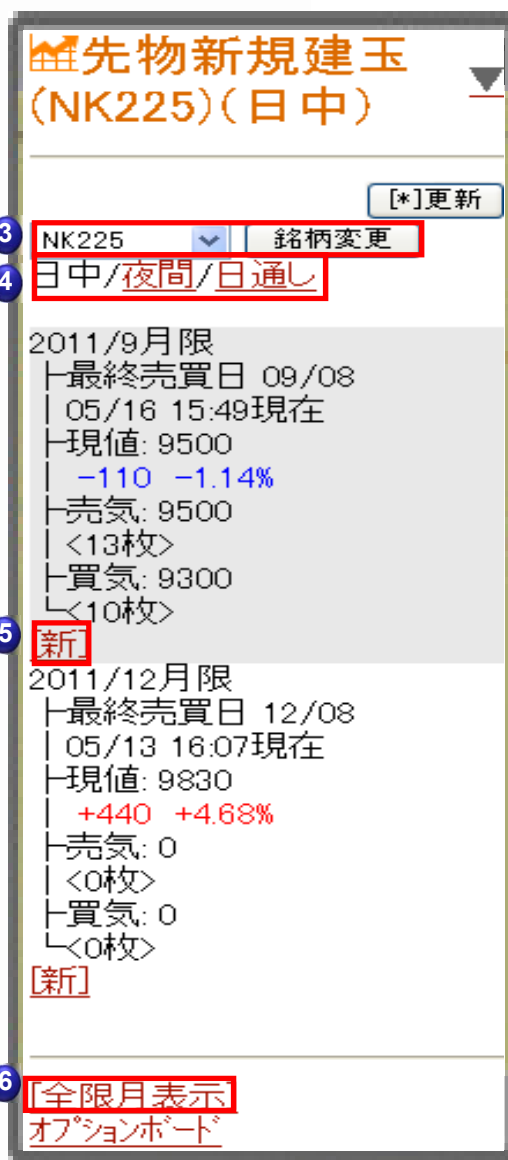 先物新規建玉
(NK225)(日中)
▼
[*]更新
3 NK225 銘柄変更
4 日中/夜間/日通し
2011/9月限
├最終売買日 09/08
│05/16 15:49現在
├現値: 9500
│ -110 -1.14%
├売気: 9500
│<13枚>
├買気: 9300
└<10枚>
5 [新]
2011/12月限
├最終売買日 12/08
│05/13 16:07現在
├現値: 9830
│ +440 +4.68%
├売気: 0
│<0枚>
├買気: 0
└<0枚>
[新]
6 [全限月表示]
オプションボード